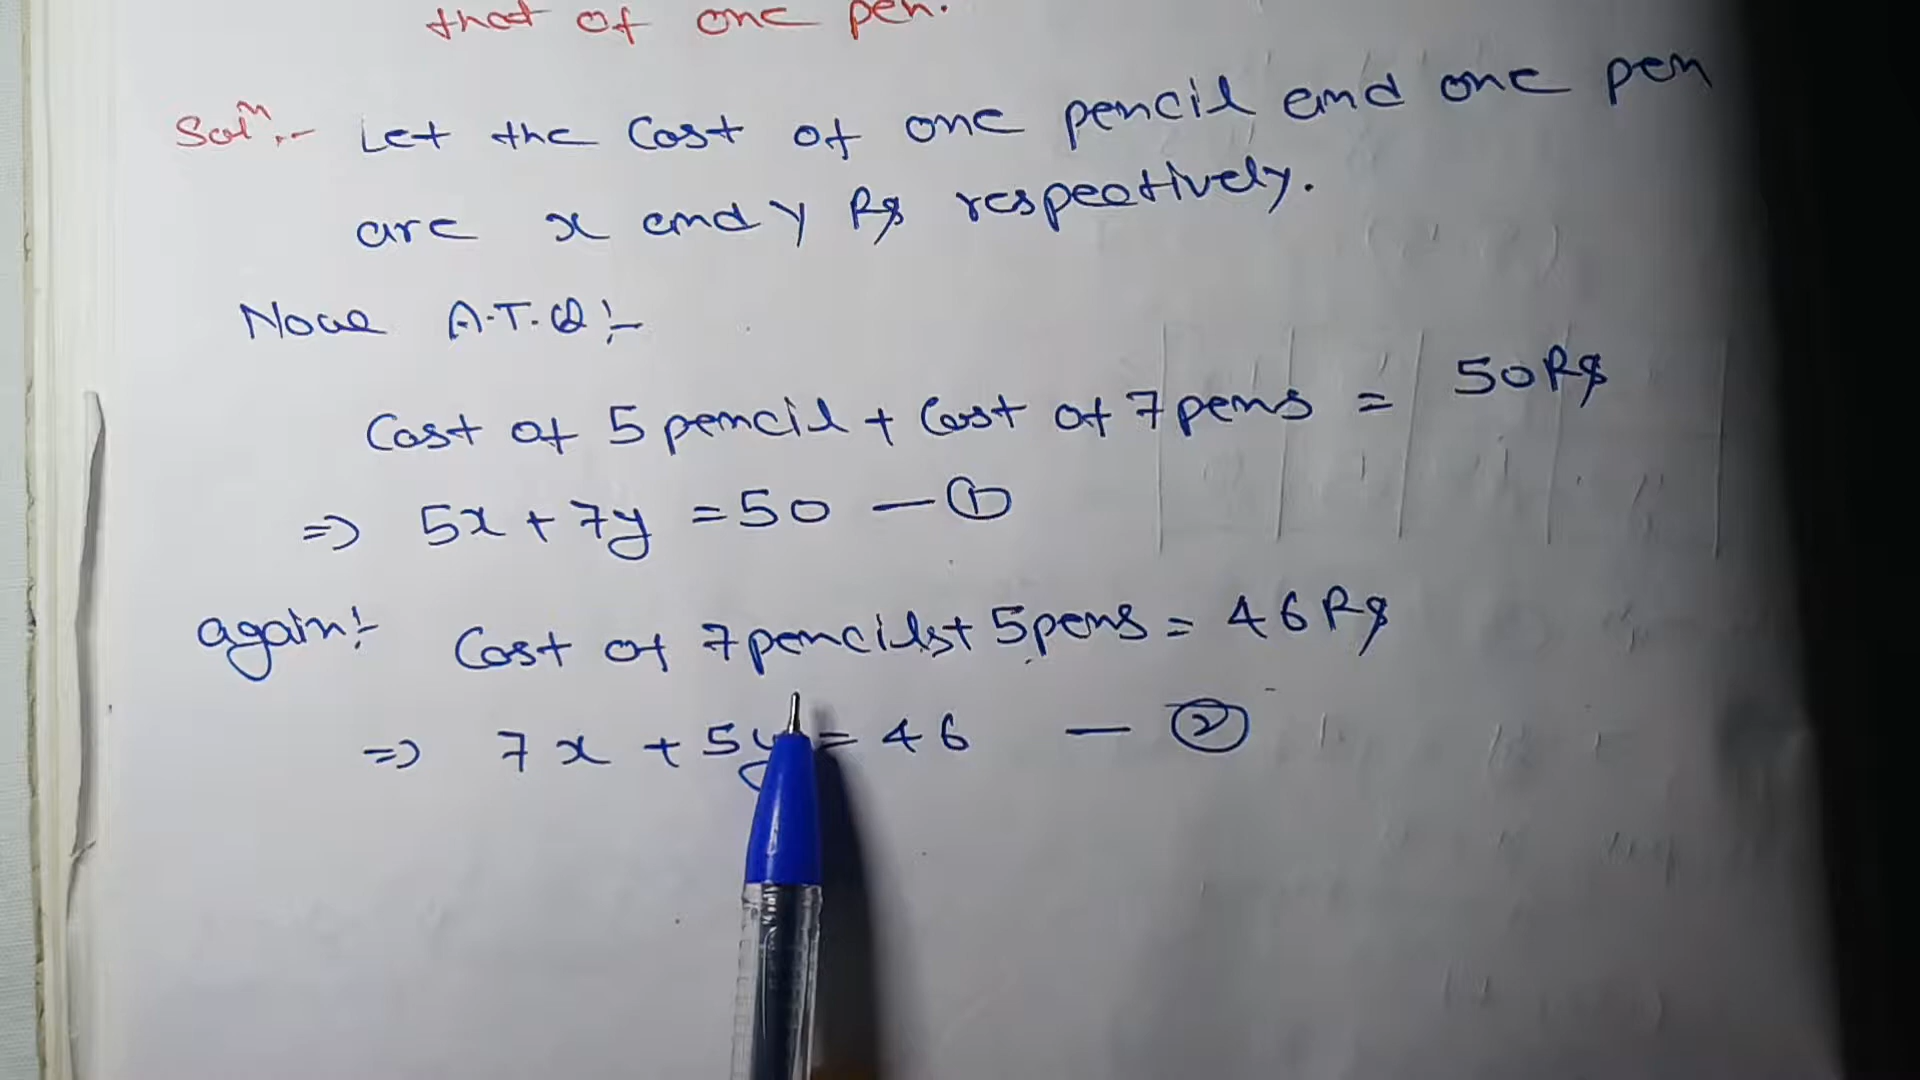 that of one pen.
Solⁿ.- Let the Cost of one pencil and one pen
are x and y Rs respectively.
Now A.T.Q:-
Cost of 5 pencil + Cost of 7 pens = 50 Rs
=> 5x + 7y = 50 — ①
again:- Cost of 7 pencils + 5 pens = 46 Rs
=> 7x + 5y = 46 — ②